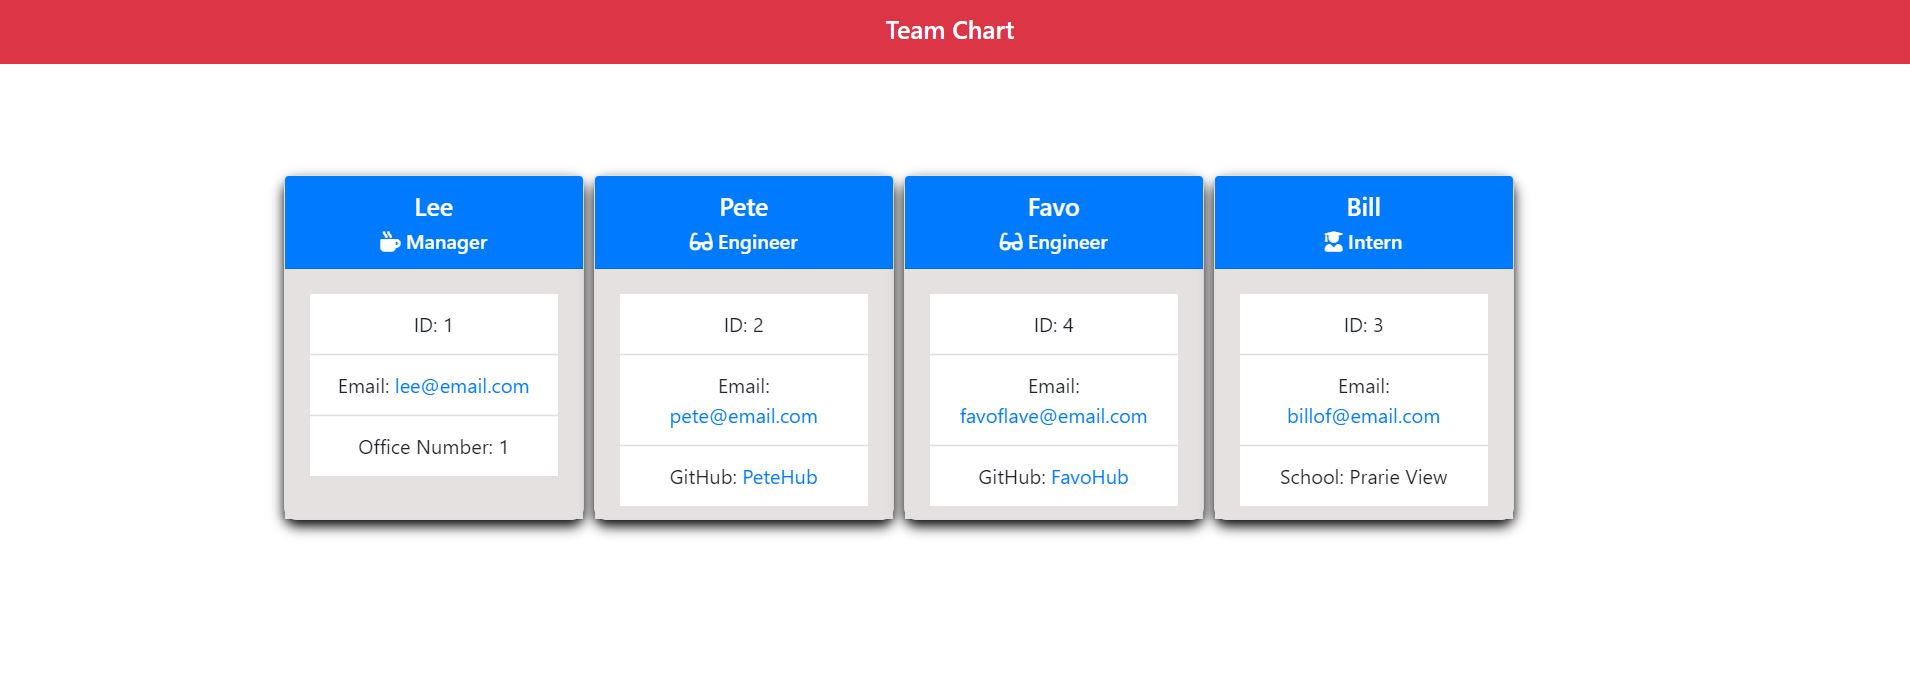 Team Chart
Lee
Manager
ID: 1
Email: lee@email.com
Office Number: 1
Pete
Engineer
ID: 2
Email:
pete@email.com
GitHub: PeteHub
Favo
Engineer
ID: 4
Email:
favoflave@email.com
GitHub: FavoHub
Bill
Intern
ID: 3
Email:
billof@email.com
School: Prarie View